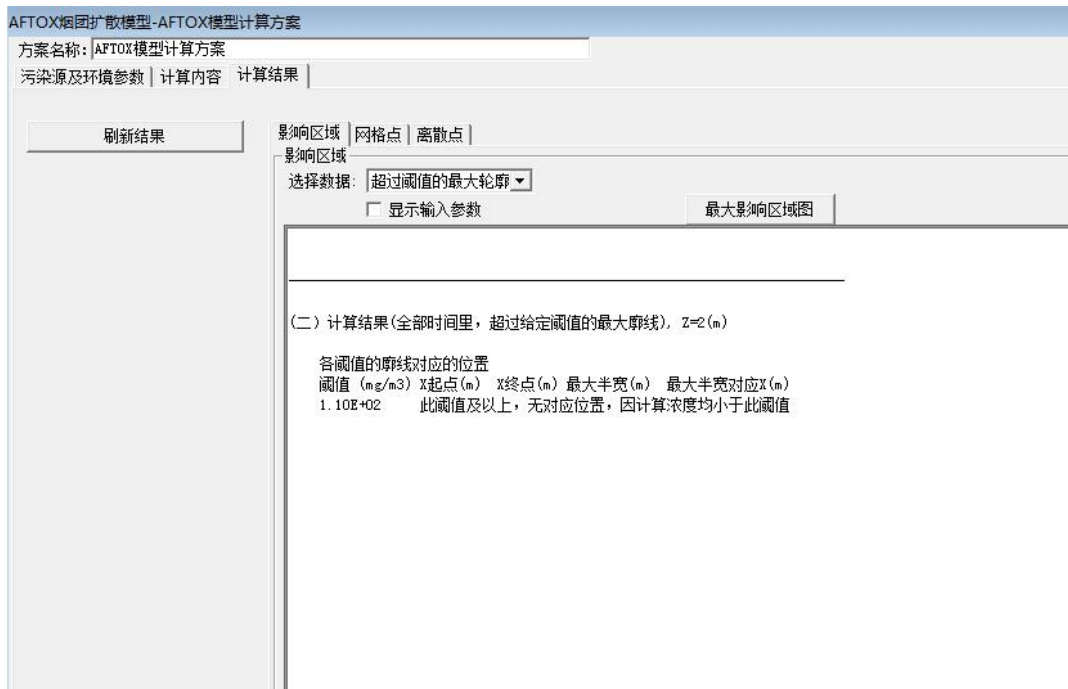 AFTOX烟团扩散模型-AFTOX模型计算方案
方案名称: AFTOX模型计算方案
污染源及环境参数 计算内容 计算结果
刷新结果
影响区域 网格点 离散点
影响区域
选择数据: 超过阈值的最大轮廓
显示输入参数 最大影响区域图
(二) 计算结果(全部时间里，超过给定阈值的最大廓线), Z=2(m)
各阈值的廓线对应的位置
阈值 (mg/m3) X起点(m) X终点(m) 最大半宽(m) 最大半宽对应X(m)
1.10E+02 此阈值及以上，无对应位置，因计算浓度均小于此阈值